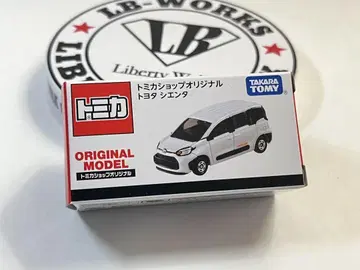 LB-WORKS
LIBE
LB
Liberty Walk
トミカ
トミカショップオリジナル
トヨタ シエンタ
TAKARA
TOMY
ORIGINAL
MODEL
トミカショップオリジナル